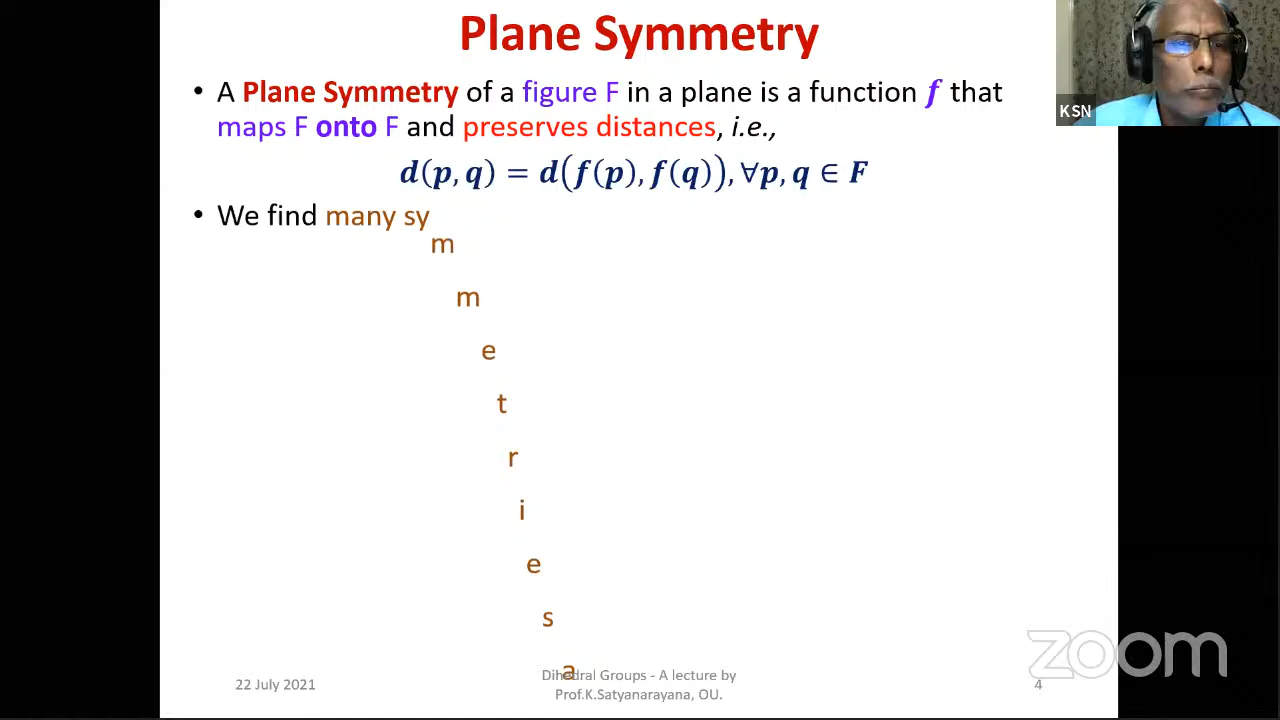 Plane Symmetry
• A Plane Symmetry of a figure F in a plane is a function f that
maps F onto F and preserves distances, i.e.,
d(p, q) = d(f(p), f(q)), ∀p, q ∈ F
• We find many sy
m
m
e
t
r
i
e
s
a
KSN
zoom
22 July 2021
Dihedral Groups - A lecture by
Prof.K.Satyanarayana, OU.
4